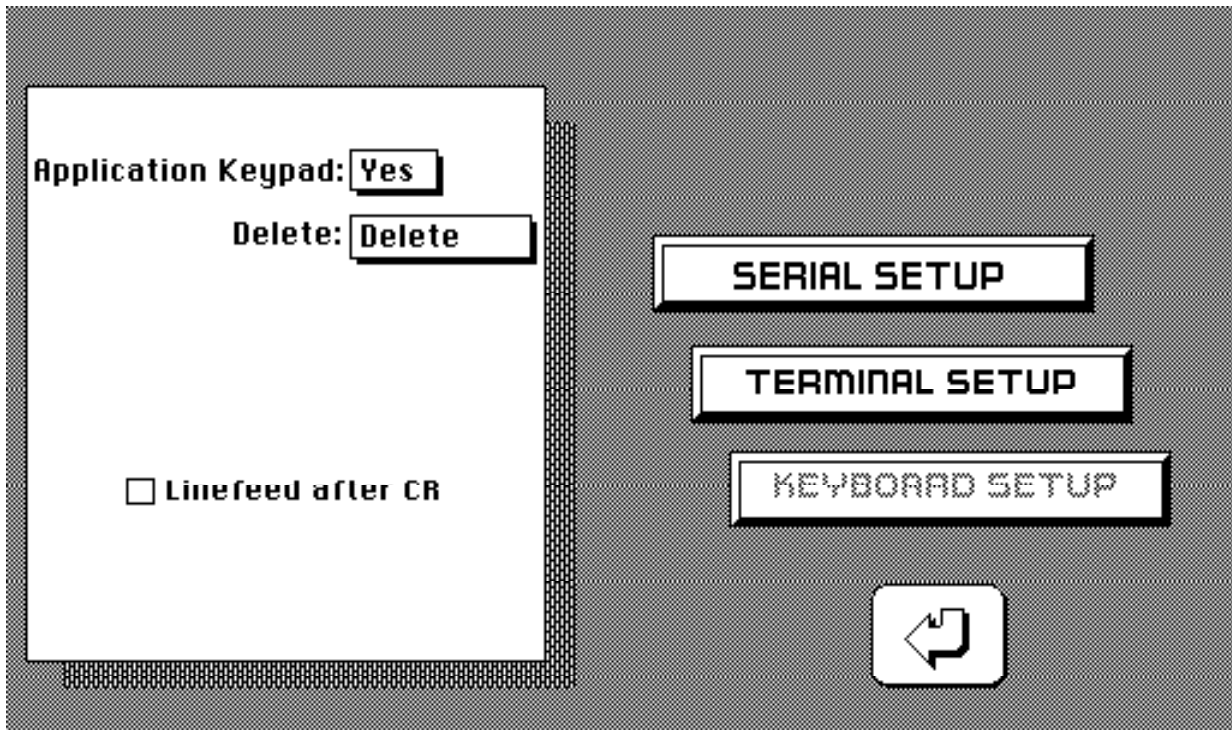 Application Keypad: Yes
Delete: Delete
Linefeed after CR
SERIAL SETUP
TERMINAL SETUP
KEYBOARD SETUP